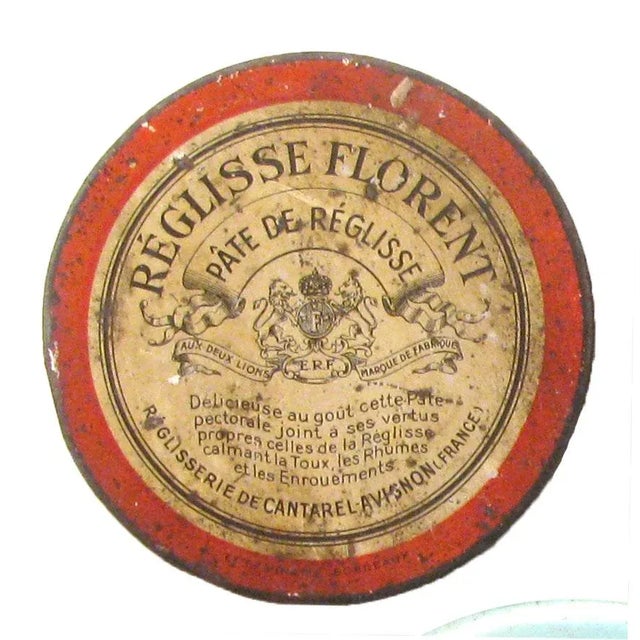 RÉGLISSE FLORENT
PÂTE DE RÉGLISSE
F
AUX DEUX LIONS
E.R.F.
MARQUE DE FABRIQUE
Délicieuse au goût cette Pâte
pectorale joint à ses vertus
propres celles de la Réglisse
calmant la Toux, les Rhumes
et les Enrouements
RÉGLISSERIE DE CANTAREL-AVIGNON (FRANCE)
BORDEAUX